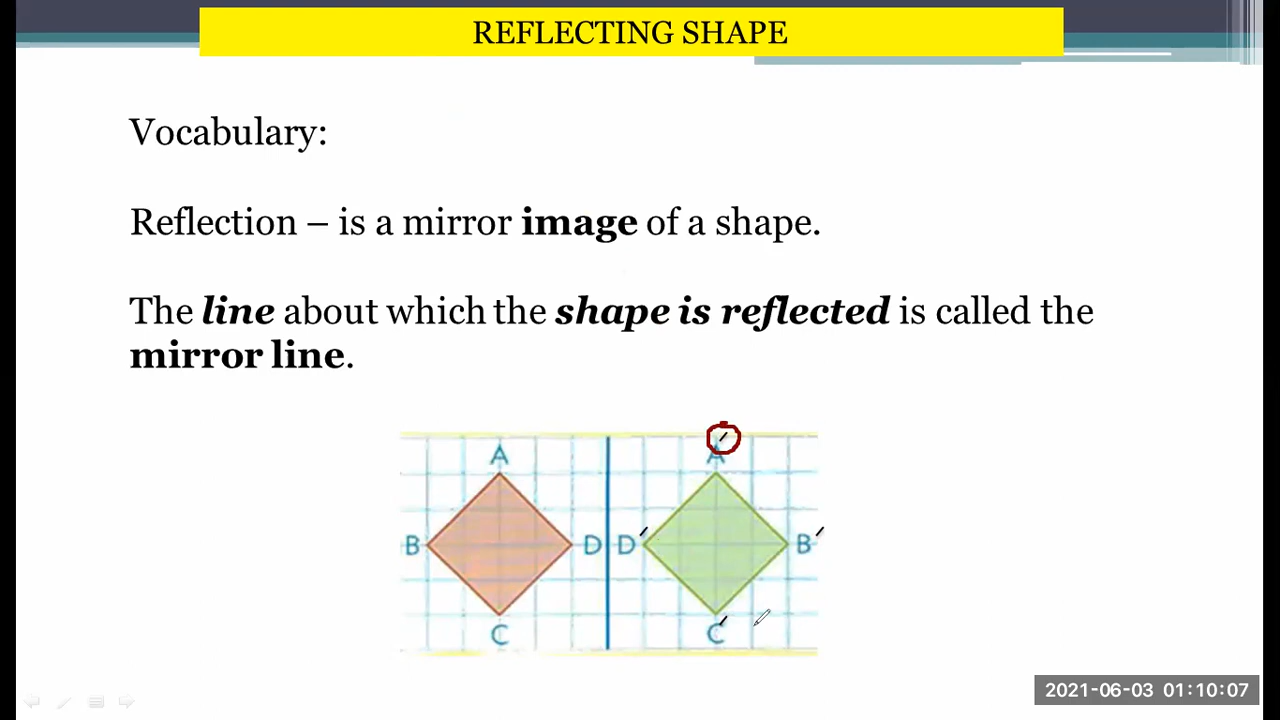 REFLECTING SHAPE
Vocabulary:
Reflection – is a mirror image of a shape.
The line about which the shape is reflected is called the
mirror line.
A A′
B D D′ B′
C C′
2021-06-03 01:10:07